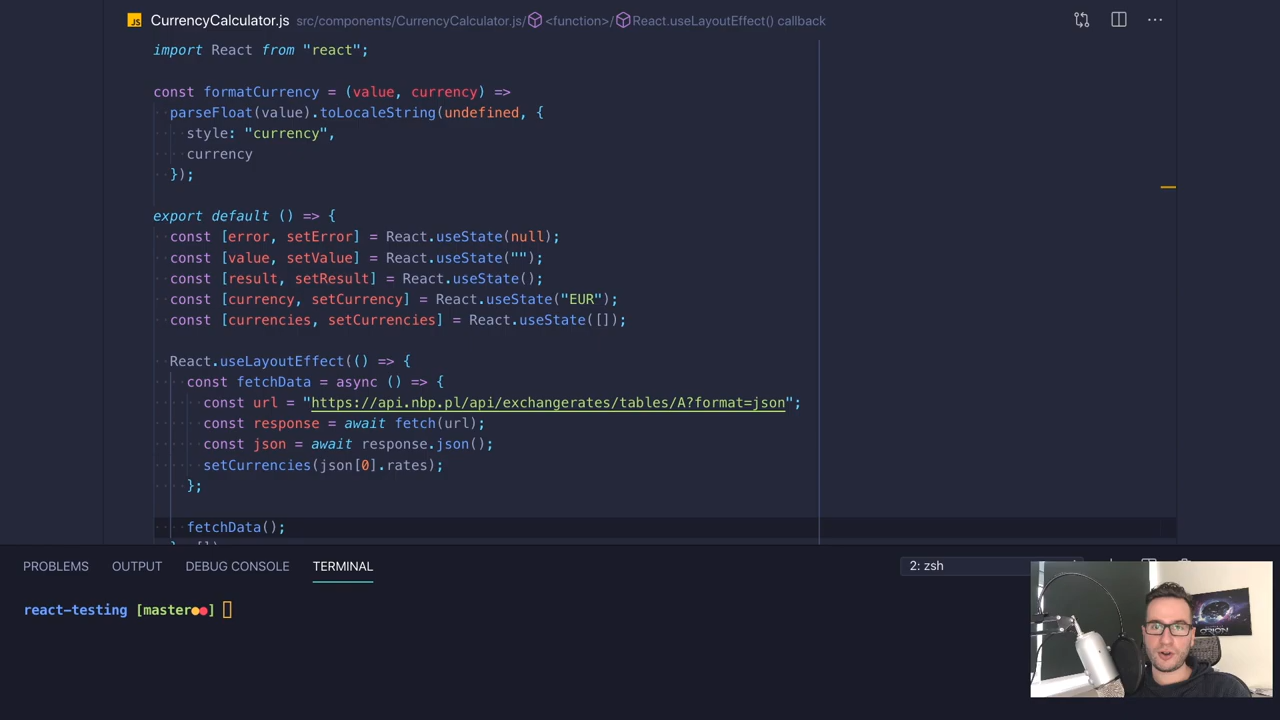 JS CurrencyCalculator.js src/components/CurrencyCalculator.js/ <function>/ React.useLayoutEffect() callback
import React from "react";
const formatCurrency = (value, currency) =>
parseFloat(value).toLocaleString(undefined, {
style: "currency",
currency
});
export default () => {
const [error, setError] = React.useState(null);
const [value, setValue] = React.useState("");
const [result, setResult] = React.useState();
const [currency, setCurrency] = React.useState("EUR");
const [currencies, setCurrencies] = React.useState([]);
React.useLayoutEffect(() => {
const fetchData = async () => {
const url = "https://api.nbp.pl/api/exchangerates/tables/A?format=json";
const response = await fetch(url);
const json = await response.json();
setCurrencies(json[0].rates);
};
fetchData();
PROBLEMS OUTPUT DEBUG CONSOLE TERMINAL 2: zsh
react-testing [master]
ORION